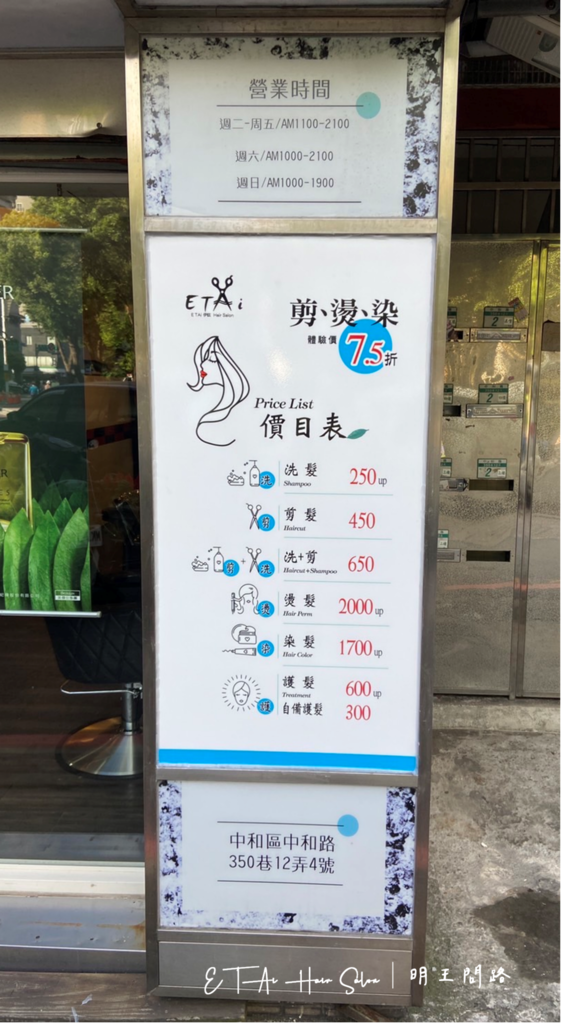 營業時間
週二-周五/AM1100-2100
週六/AM1000-2100
週日/AM1000-1900
ETAi
Hair Salon
剪、燙、染
體驗價
7.5折
Price List
價目表
洗髮
250up
Shampoo
剪髮
450
Haircut
洗+剪
650
Haircut+Shampoo
燙髮
2000up
Hair Perm
染髮
1700up
Hair Color
護髮
600up
Treatment
自備護髮
300
中和區中和路
350巷12弄4號
ET Ai Hair Salon | 明王問路